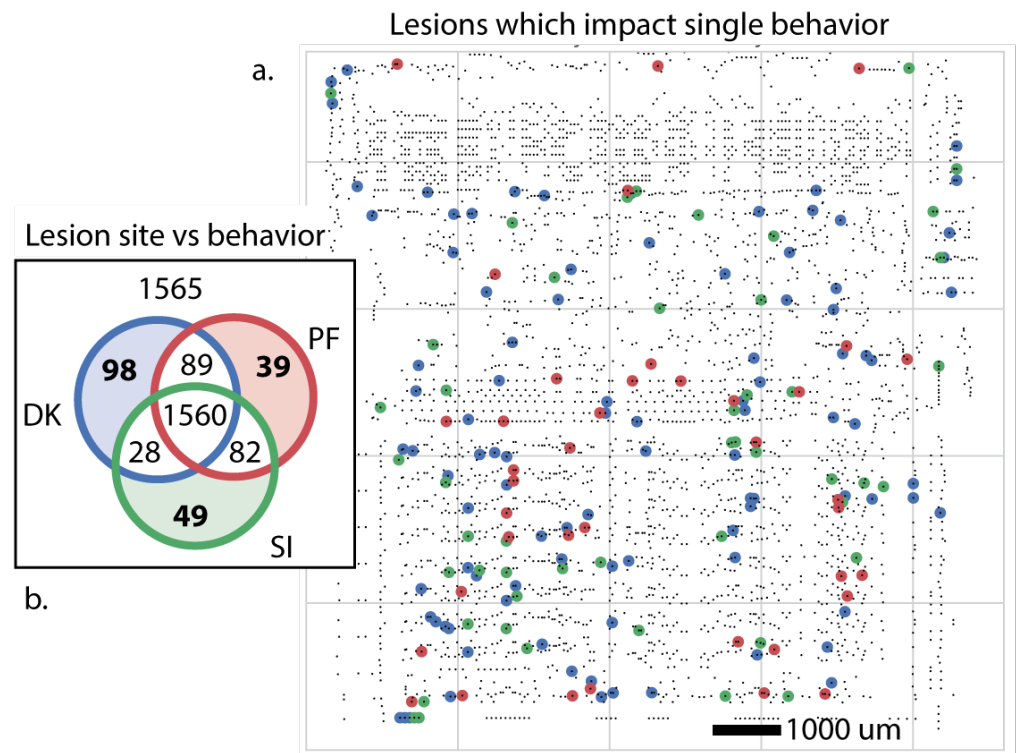 Lesions which impact single behavior
a.
Lesion site vs behavior
1565
PF
98
89
39
DK
1560
28
82
49
SI
b.
1000 um